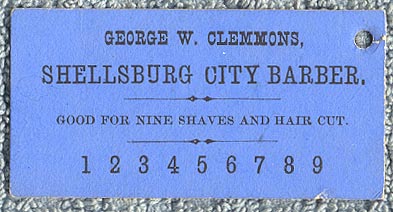 GEORGE W. CLEMMONS,
SHELLSBURG CITY BARBER.
GOOD FOR NINE SHAVES AND HAIR CUT.
1 2 3 4 5 6 7 8 9